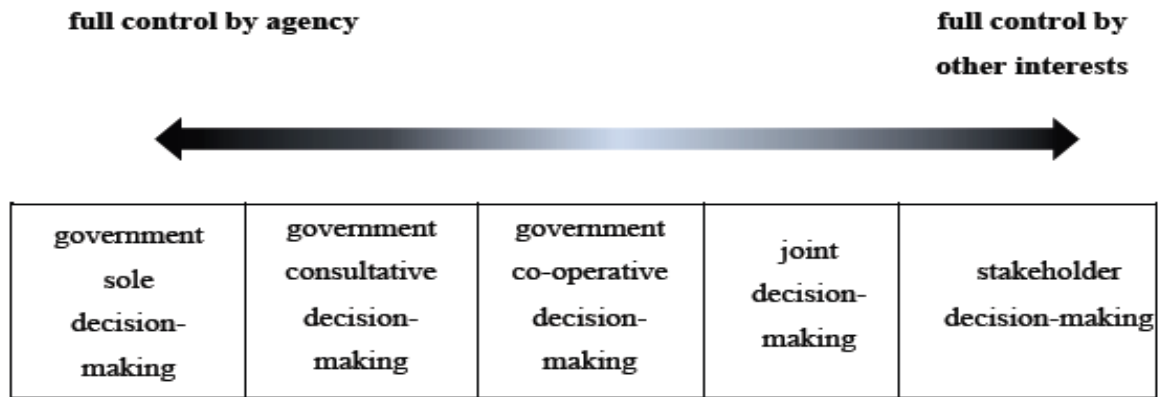 full control by agency
full control by
other interests
government
sole
decision-
making
government
consultative
decision-
making
government
co-operative
decision-
making
joint
decision-
making
stakeholder
decision-making